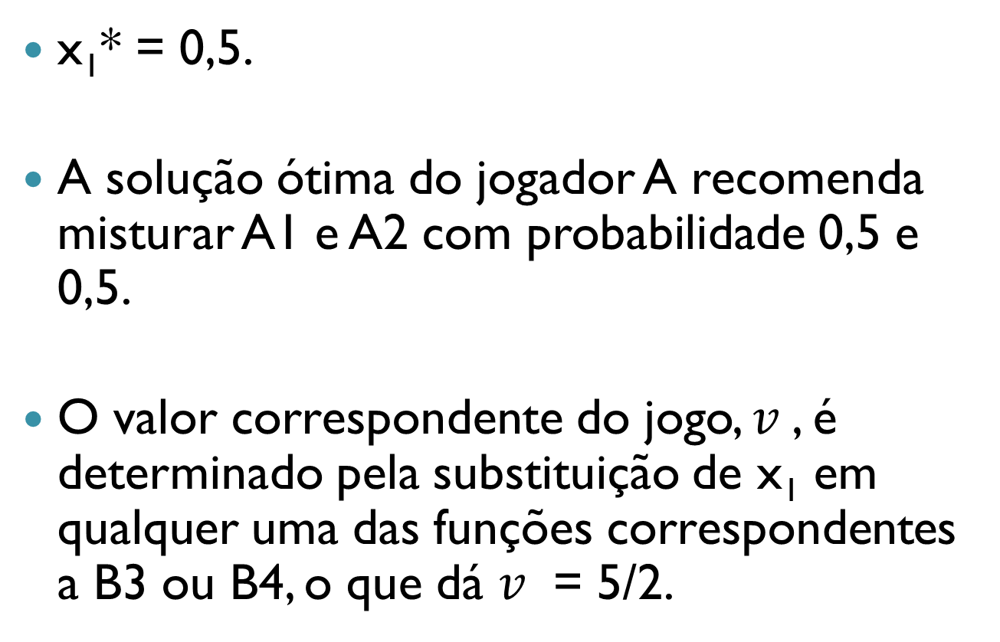 • x₁* = 0,5.
• A solução ótima do jogador A recomenda
misturar A1 e A2 com probabilidade 0,5 e
0,5.
• O valor correspondente do jogo, 𝑣 , é
determinado pela substituição de x₁ em
qualquer uma das funções correspondentes
a B3 ou B4, o que dá 𝑣 = 5/2.